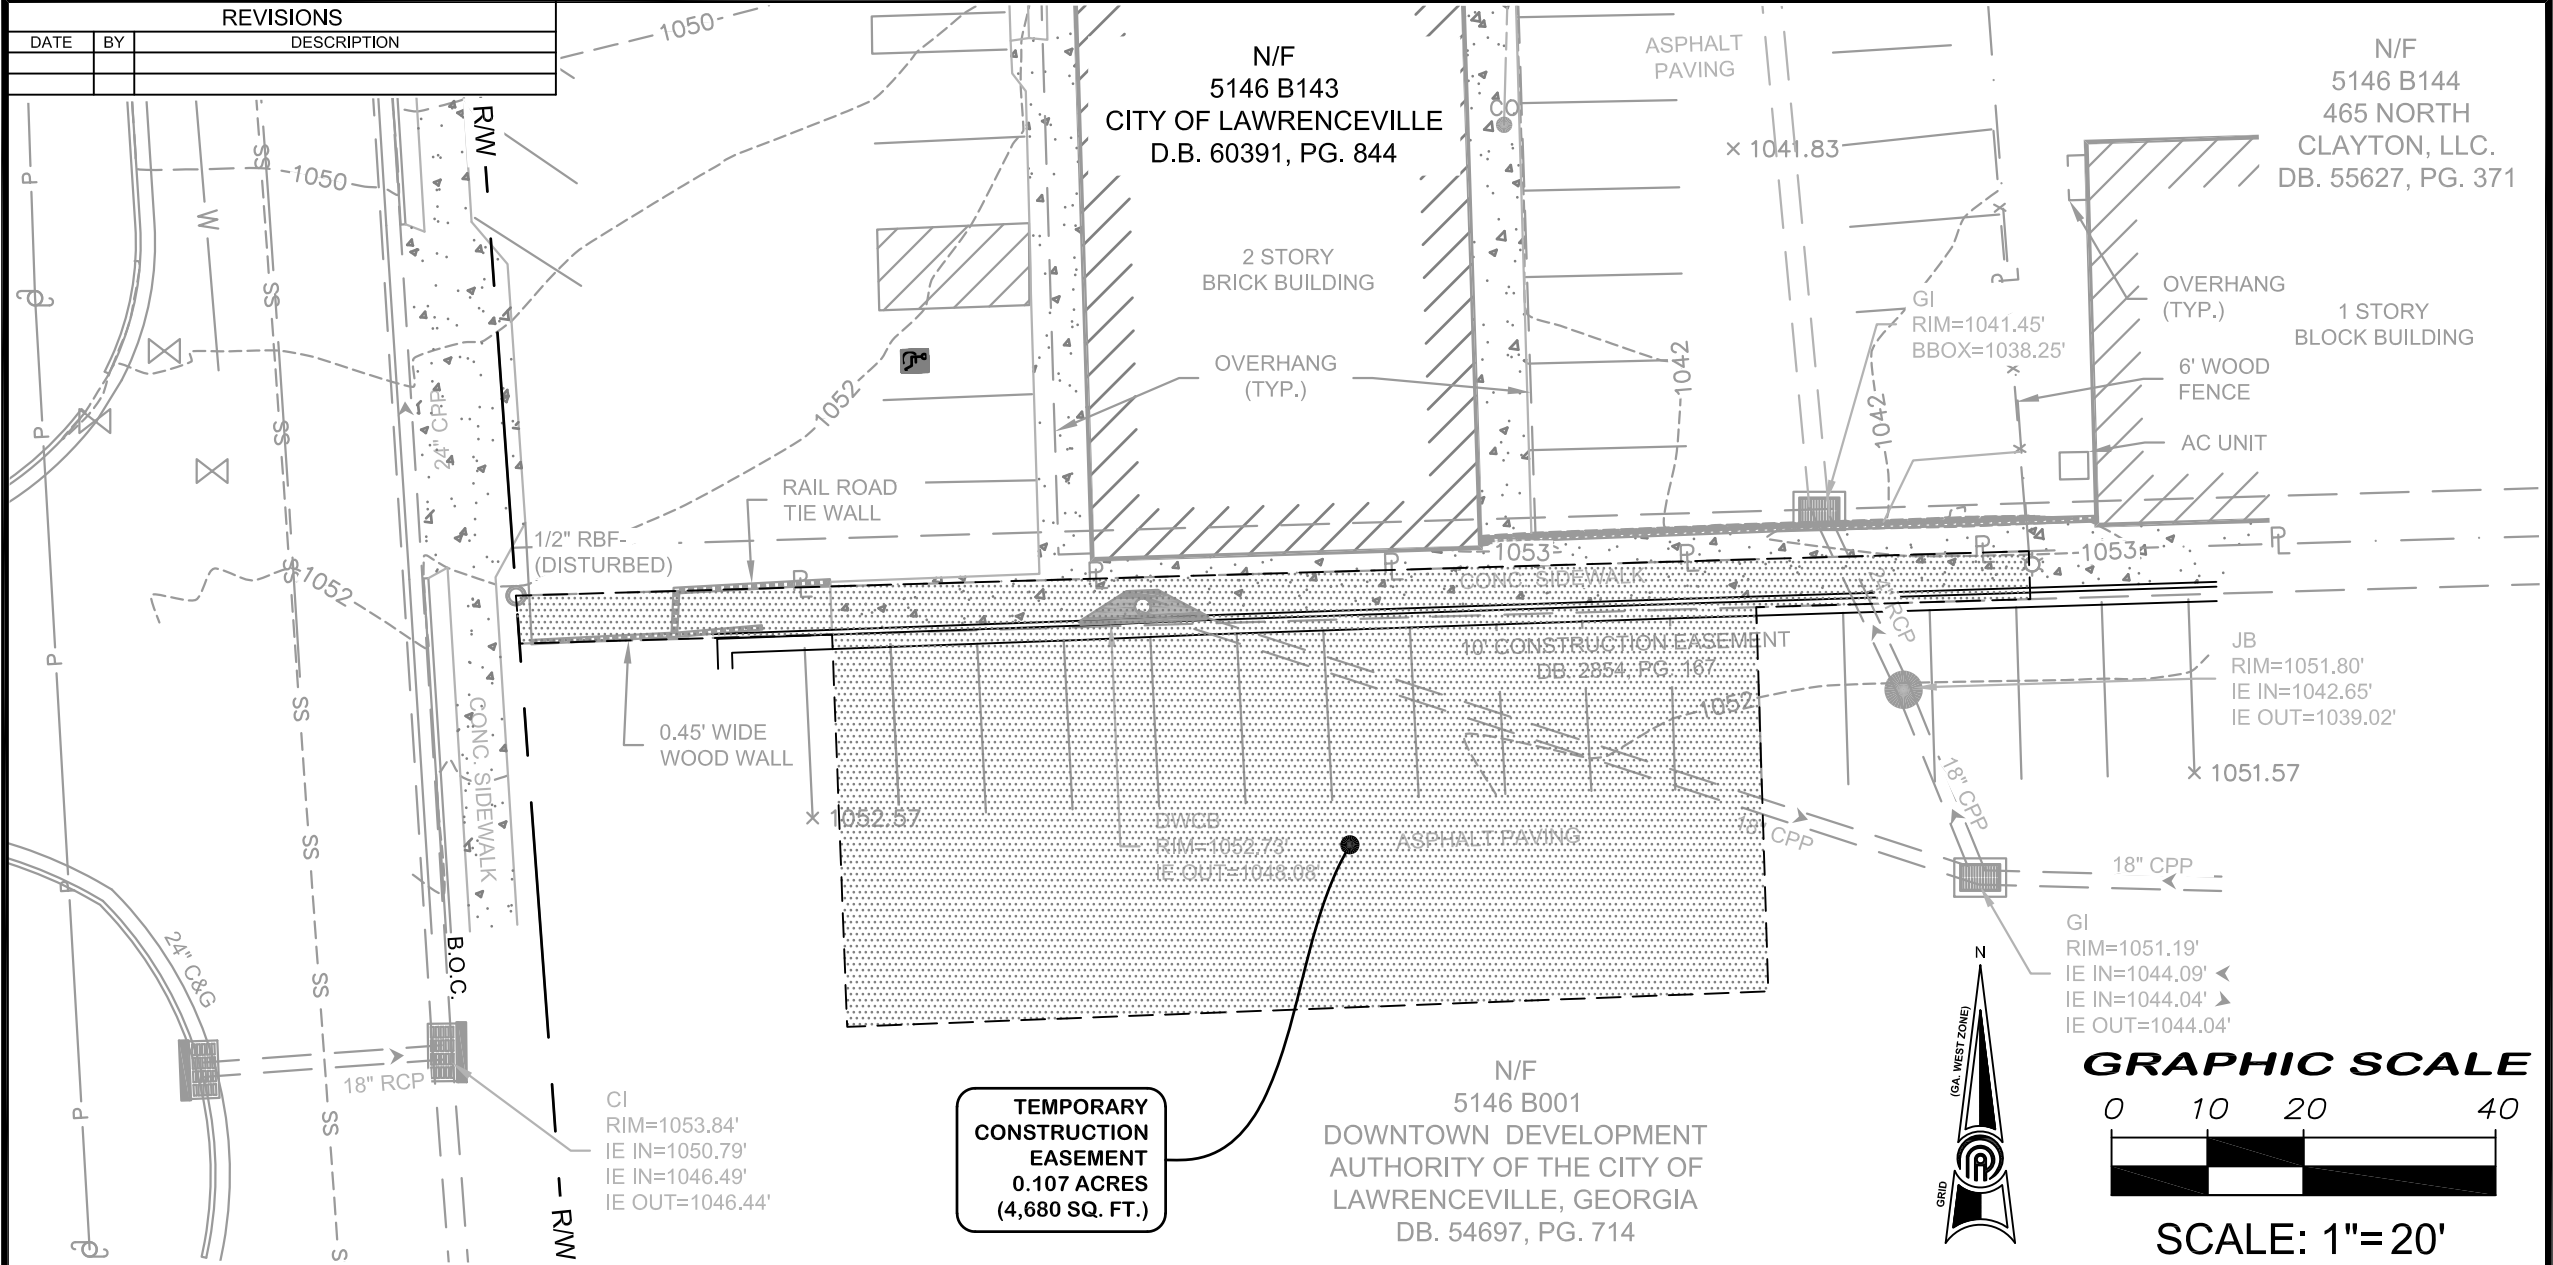 REVISIONS
DATE BY DESCRIPTION
1050
N/F
5146 B143
CITY OF LAWRENCEVILLE
D.B. 60391, PG. 844
CO
ASPHALT
PAVING
× 1041.83
N/F
5146 B144
465 NORTH
CLAYTON, LLC.
DB. 55627, PG. 371
R/W
P
SS
W
1050
2 STORY
BRICK BUILDING
OVERHANG
(TYP.)
1 STORY
BLOCK BUILDING
GI
RIM=1041.45'
BBOX=1038.25'
6' WOOD
FENCE
AC UNIT
OVERHANG
(TYP.)
1042
1042
1052
24" CPP
RAIL ROAD
TIE WALL
1/2" RBF
(DISTURBED)
1052
1053
1053
CONC. SIDEWALK
24" RCP
10' CONSTRUCTION EASEMENT
DB. 2854, PG. 167
JB
RIM=1051.80'
IE IN=1042.65'
IE OUT=1039.02'
0.45' WIDE
WOOD WALL
CONC. SIDEWALK
1052
× 1051.57
× 1052.57
DWCB
RIM=1052.73'
IE OUT=1048.08'
ASPHALT PAVING
18" CPP
18" CPP
18" CPP
B.O.C.
24" C&G
GI
RIM=1051.19'
IE IN=1044.09'
IE IN=1044.04'
IE OUT=1044.04'
18" RCP
CI
RIM=1053.84'
IE IN=1050.79'
IE IN=1046.49'
IE OUT=1046.44'
R/W
TEMPORARY
CONSTRUCTION
EASEMENT
0.107 ACRES
(4,680 SQ. FT.)
N/F
5146 B001
DOWNTOWN DEVELOPMENT
AUTHORITY OF THE CITY OF
LAWRENCEVILLE, GEORGIA
DB. 54697, PG. 714
N
(GA. WEST ZONE)
GRID
GRAPHIC SCALE
0 10 20 40
SCALE: 1"=20'